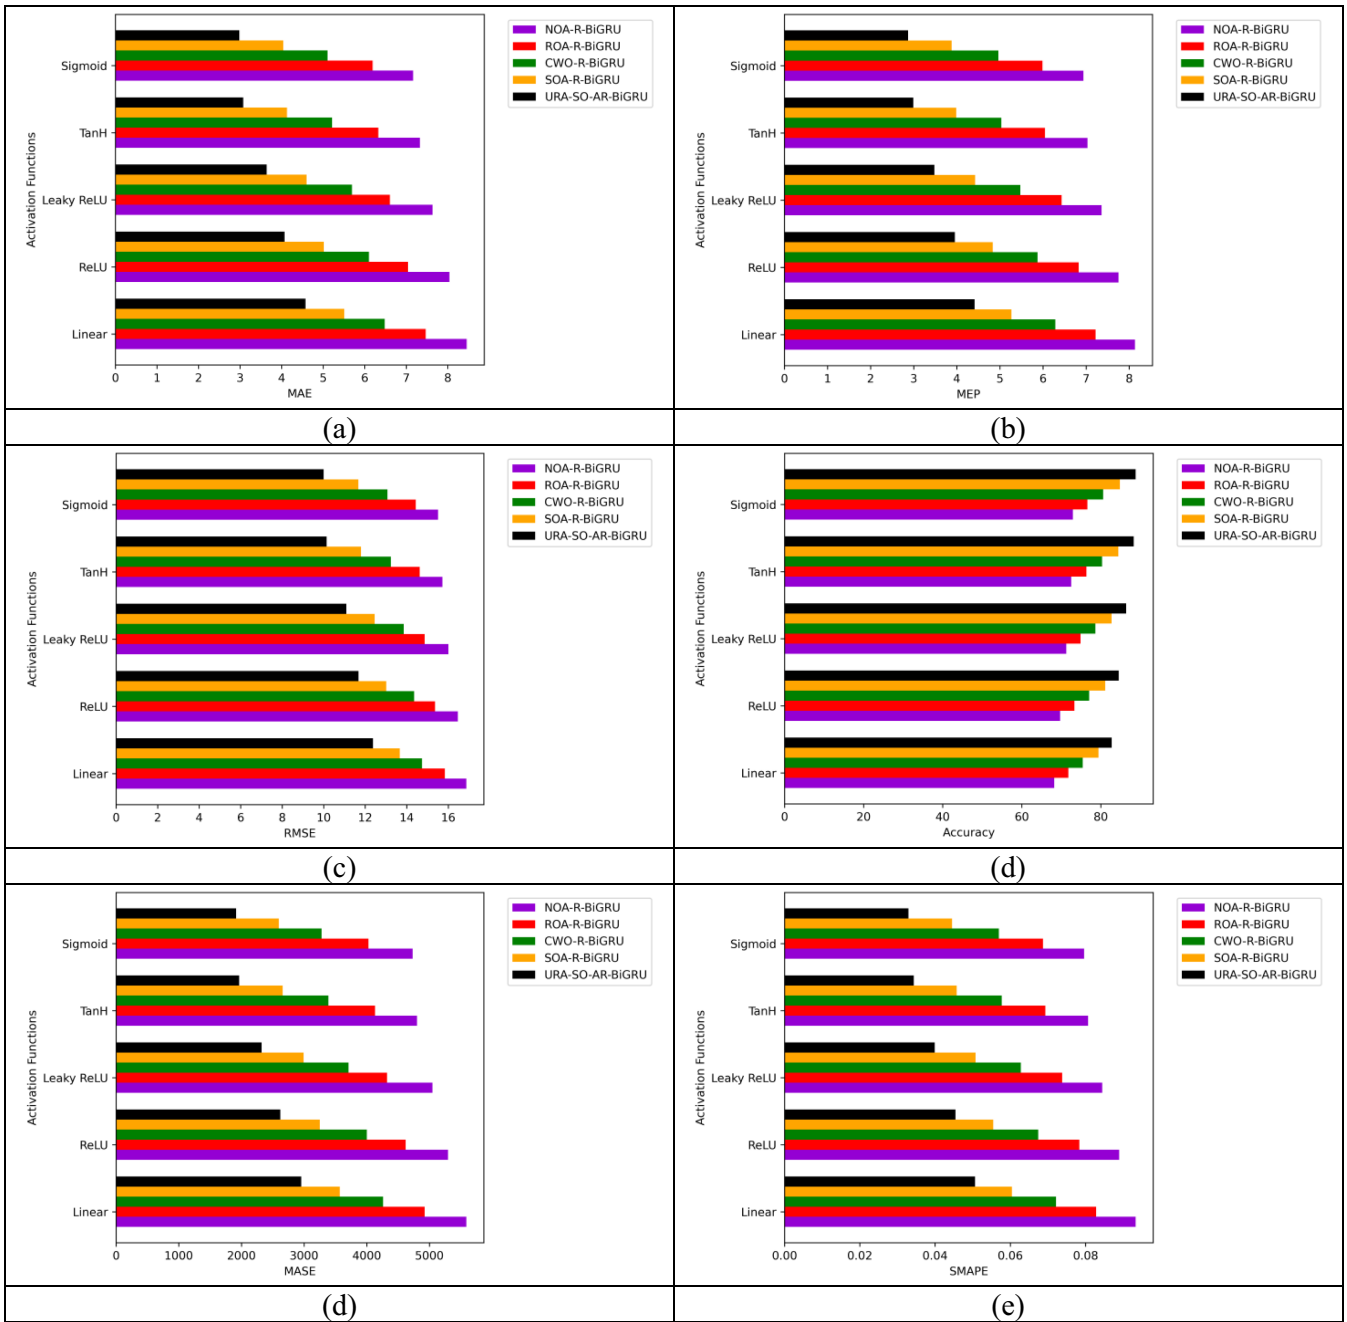 Activation Functions
Sigmoid
TanH
Leaky ReLU
ReLU
Linear
0 1 2 3 4 5 6 7 8
MAE
NOA-R-BiGRU
ROA-R-BiGRU
CWO-R-BiGRU
SOA-R-BiGRU
URA-SO-AR-BiGRU
Activation Functions
Sigmoid
TanH
Leaky ReLU
ReLU
Linear
0 1 2 3 4 5 6 7 8
MEP
NOA-R-BiGRU
ROA-R-BiGRU
CWO-R-BiGRU
SOA-R-BiGRU
URA-SO-AR-BiGRU
(a)
(b)
Activation Functions
Sigmoid
TanH
Leaky ReLU
ReLU
Linear
0 2 4 6 8 10 12 14 16
RMSE
NOA-R-BiGRU
ROA-R-BiGRU
CWO-R-BiGRU
SOA-R-BiGRU
URA-SO-AR-BiGRU
Activation Functions
Sigmoid
TanH
Leaky ReLU
ReLU
Linear
0 20 40 60 80
Accuracy
NOA-R-BiGRU
ROA-R-BiGRU
CWO-R-BiGRU
SOA-R-BiGRU
URA-SO-AR-BiGRU
(c)
(d)
Activation Functions
Sigmoid
TanH
Leaky ReLU
ReLU
Linear
0 1000 2000 3000 4000 5000
MASE
NOA-R-BiGRU
ROA-R-BiGRU
CWO-R-BiGRU
SOA-R-BiGRU
URA-SO-AR-BiGRU
Activation Functions
Sigmoid
TanH
Leaky ReLU
ReLU
Linear
0.00 0.02 0.04 0.06 0.08
SMAPE
NOA-R-BiGRU
ROA-R-BiGRU
CWO-R-BiGRU
SOA-R-BiGRU
URA-SO-AR-BiGRU
(d)
(e)